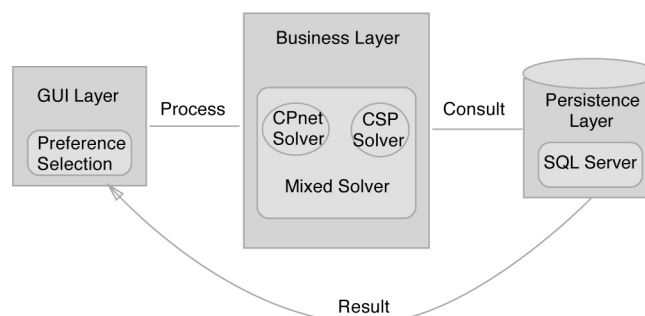 Business Layer
GUI Layer
Preference
Selection
Process
CPnet
Solver
CSP
Solver
Mixed Solver
Consult
Persistence
Layer
SQL Server
Result